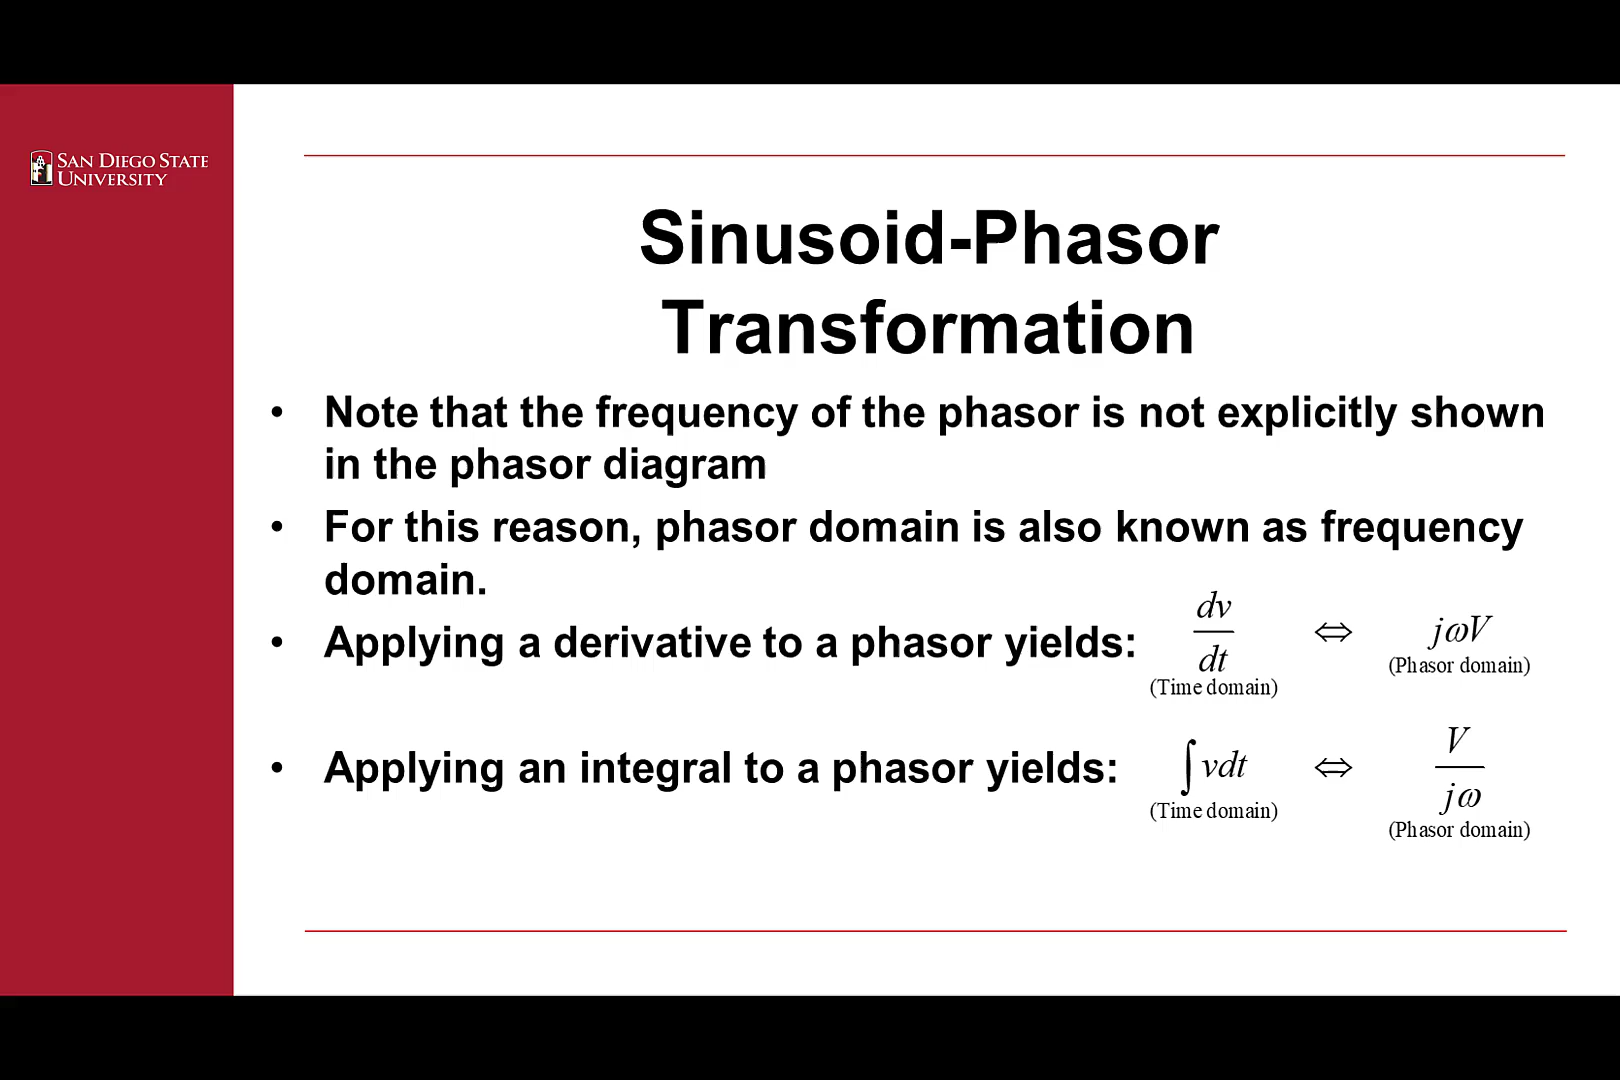 SAN DIEGO STATE
UNIVERSITY
Sinusoid-Phasor
Transformation
• Note that the frequency of the phasor is not explicitly shown
in the phasor diagram
• For this reason, phasor domain is also known as frequency
domain.
• Applying a derivative to a phasor yields: dv/dt ⇔ jωV
(Time domain) (Phasor domain)
• Applying an integral to a phasor yields: ∫vdt ⇔ V/jω
(Time domain) (Phasor domain)